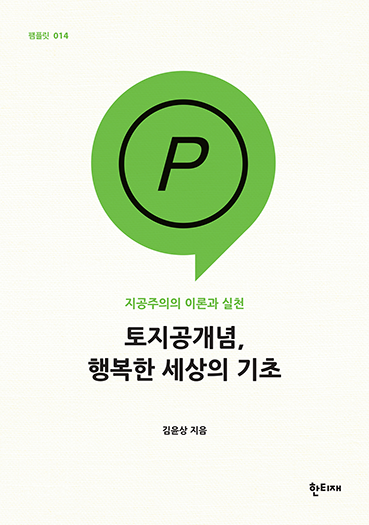 팸플릿 014
P
지공주의의 이론과 실천
토지공개념,
행복한 세상의 기초
김윤상 지음
한티재